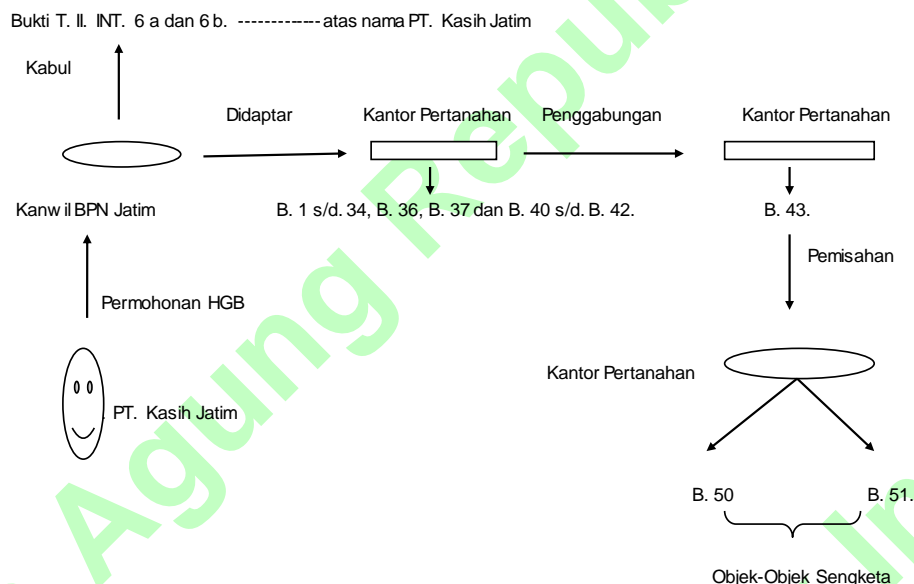 Bukti T. II. INT. 6 a dan 6 b. ------------- atas nama PT. Kasih Jatim
Kabul
Didaptar
Kantor Pertanahan
Penggabungan
Kantor Pertanahan
Kanwil BPN Jatim
B. 1 s/d. 34, B. 36, B. 37 dan B. 40 s/d. B. 42.
B. 43.
Pemisahan
Permohonan HGB
Kantor Pertanahan
PT. Kasih Jatim
B. 50
B. 51.
Objek-Objek Sengketa
Agung Republ
In